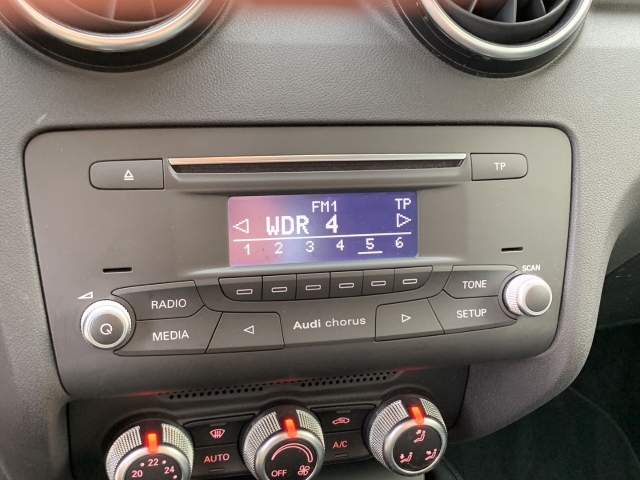 TP
FM1 TP
WDR 4
1 2 3 4 5 6
SCAN
RADIO
TONE
MEDIA
Audi chorus
SETUP
20 22 24
AUTO
OFF
A/C